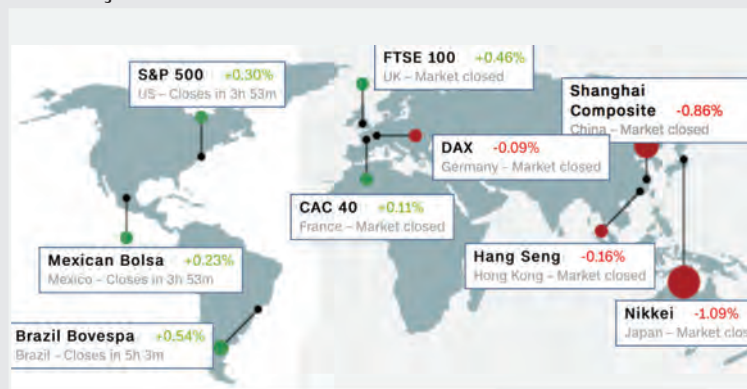 S&P 500 +0.30%
US – Closes in 3h 53m
FTSE 100 +0.46%
UK – Market closed
Shanghai
Composite -0.86%
China – Market closed
DAX -0.09%
Germany – Market closed
CAC 40 +0.11%
France – Market closed
Mexican Bolsa +0.23%
Mexico – Closes in 3h 53m
Hang Seng -0.16%
Hong Kong – Market closed
Nikkei -1.09%
Japan – Market clos
Brazil Bovespa +0.54%
Brazil – Closes in 5h 3m